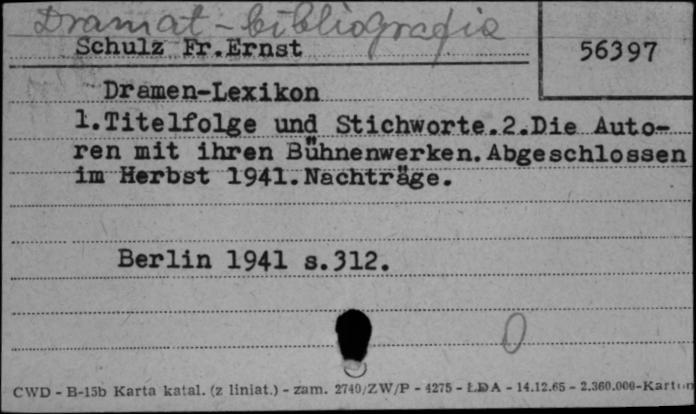 Dramat - bibliografia
Schulz Fr.Ernst
56397
Dramen-Lexikon
1.Titelfolge und Stichworte.2.Die Auto-
ren mit ihren Bühnenwerken.Abgeschlossen
im Herbst 1941.Nachträge.
Berlin 1941 s.312.
0
CWD - B-15b Karta katal. (z liniat.) - zam. 2740/ZW/P - 4275 - ŁDA - 14.12.65 - 2.360.000-Karton